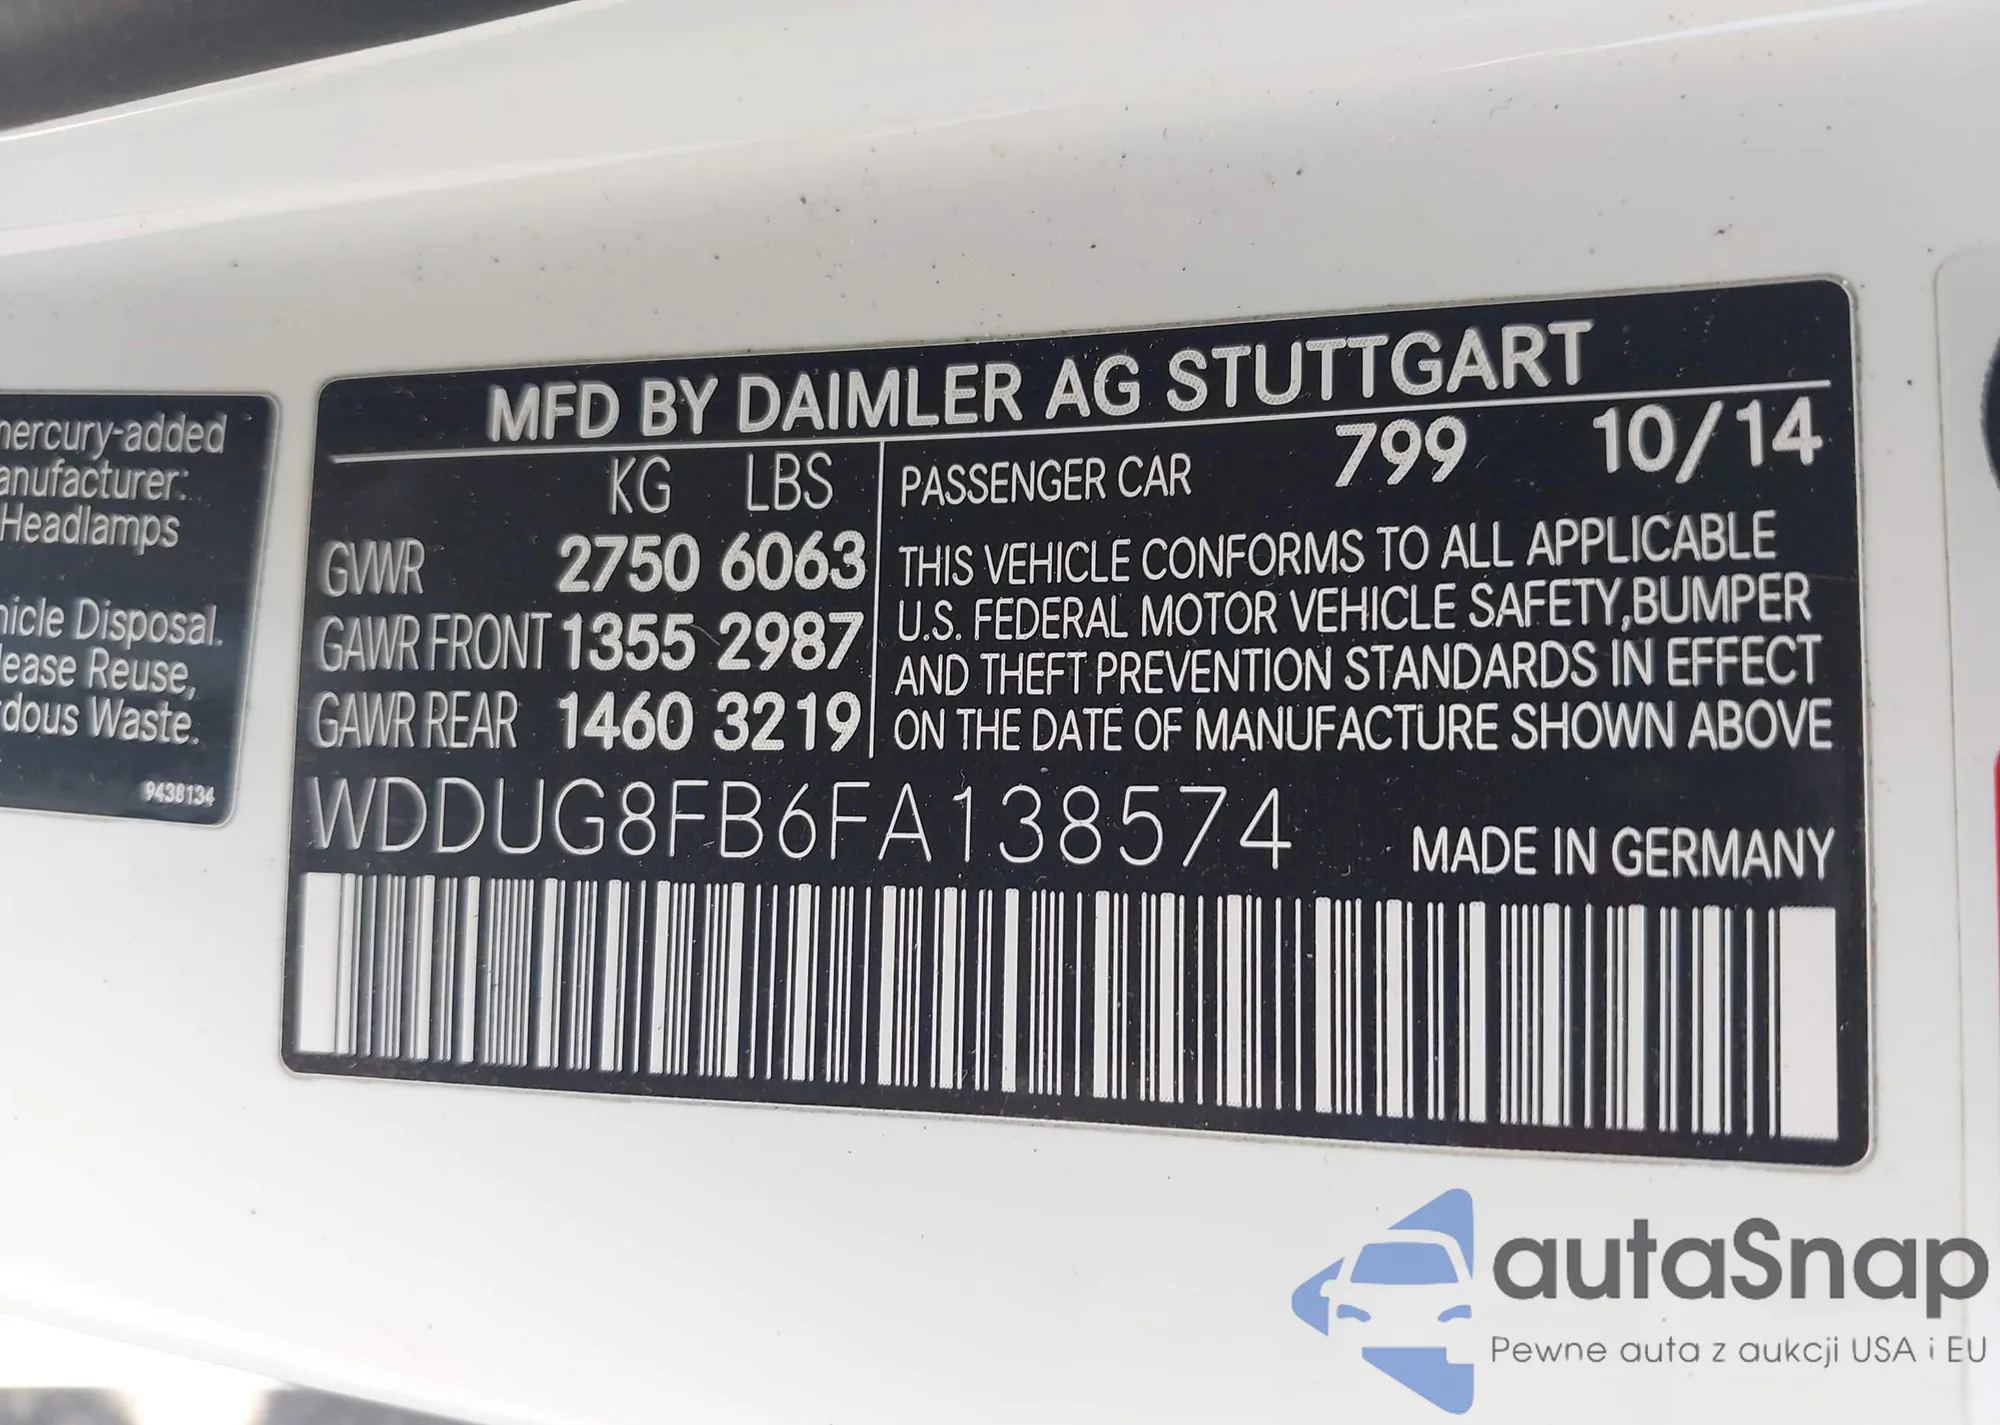 mercury-added
anufacturer:
Headlamps
Disposal.
Reuse,
Waste.
9438134
MFD BY DAIMLER AG STUTTGART
KG LBS
GVWR 2750 6063
GAWR FRONT 1355 2987
GAWR REAR 1460 3219
PASSENGER CAR 799 10/14
THIS VEHICLE CONFORMS TO ALL APPLICABLE
U.S. FEDERAL MOTOR VEHICLE SAFETY,BUMPER
AND THEFT PREVENTION STANDARDS IN EFFECT
ON THE DATE OF MANUFACTURE SHOWN ABOVE
WDDUG8FB6FA138574
MADE IN GERMANY
autaSnap
Pewne auta z aukcji USA i EU